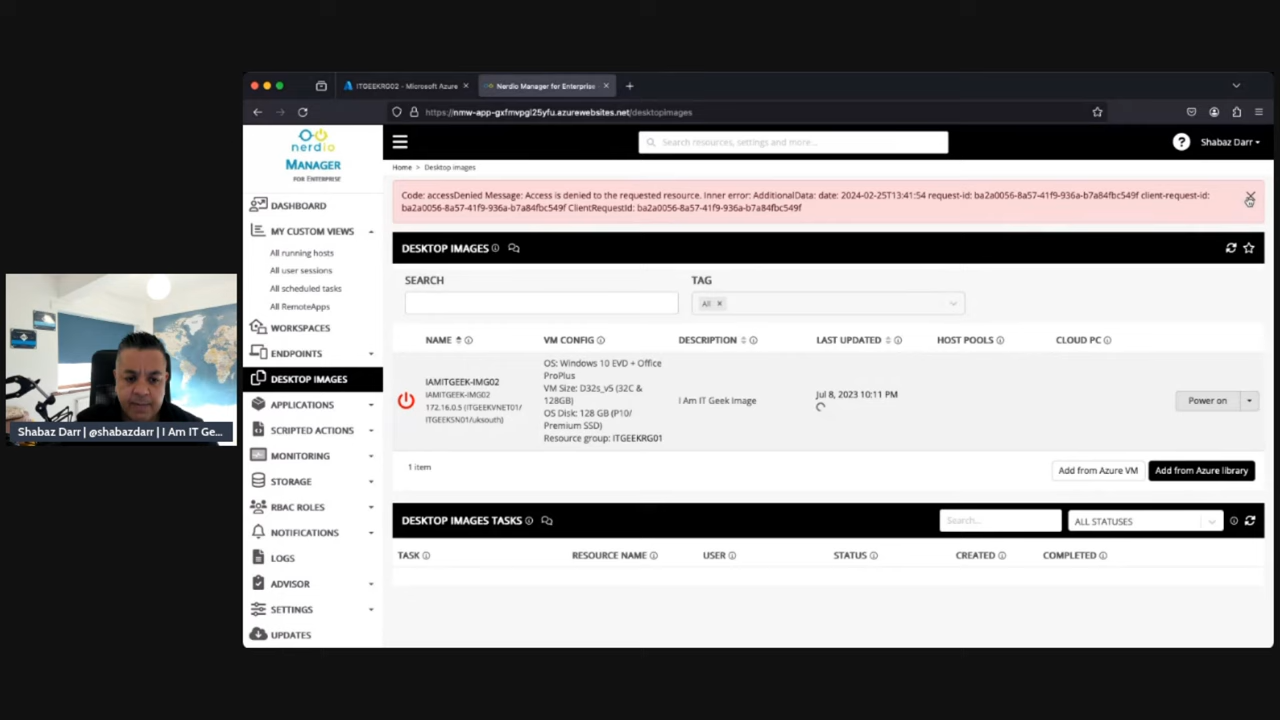 ITGEEKRG02 - Microsoft Azure
Nerdio Manager for Enterprise
https://nmw-app-gxfmvpgl25yfu.azurewebsites.net/desktopimages
nerdio
MANAGER
FOR ENTERPRISE
Search resources, settings and more...
Shabaz Darr
Home > Desktop images
Code: accessDenied Message: Access is denied to the requested resource. Inner error: AdditionalData: date: 2024-02-25T13:41:54 request-id: ba2a0056-8a57-41f9-936a-b7a84fbc549f client-request-id:
ba2a0056-8a57-41f9-936a-b7a84fbc549f ClientRequestId: ba2a0056-8a57-41f9-936a-b7a84fbc549f
DASHBOARD
MY CUSTOM VIEWS
All running hosts
All user sessions
All scheduled tasks
All RemoteApps
WORKSPACES
ENDPOINTS
DESKTOP IMAGES
APPLICATIONS
SCRIPTED ACTIONS
MONITORING
STORAGE
RBAC ROLES
NOTIFICATIONS
LOGS
ADVISOR
SETTINGS
UPDATES
DESKTOP IMAGES
SEARCH
TAG
All
NAME
VM CONFIG
DESCRIPTION
LAST UPDATED
HOST POOLS
CLOUD PC
IAMITGEEK-IMG02
IAMITGEEK-IMG02
172.16.0.5 (ITGEEKVNET01/
ITGEEKSN01/uksouth)
OS: Windows 10 EVD + Office
ProPlus
VM Size: D32s_v5 (32C &
128GB)
OS Disk: 128 GB (P10/
Premium SSD)
Resource group: ITGEEKRG01
I Am IT Geek Image
Jul 8, 2023 10:11 PM
Power on
1 item
Add from Azure VM
Add from Azure library
DESKTOP IMAGES TASKS
Search...
ALL STATUSES
TASK
RESOURCE NAME
USER
STATUS
CREATED
COMPLETED
Shabaz Darr | @shabazdarr | I Am IT Ge...